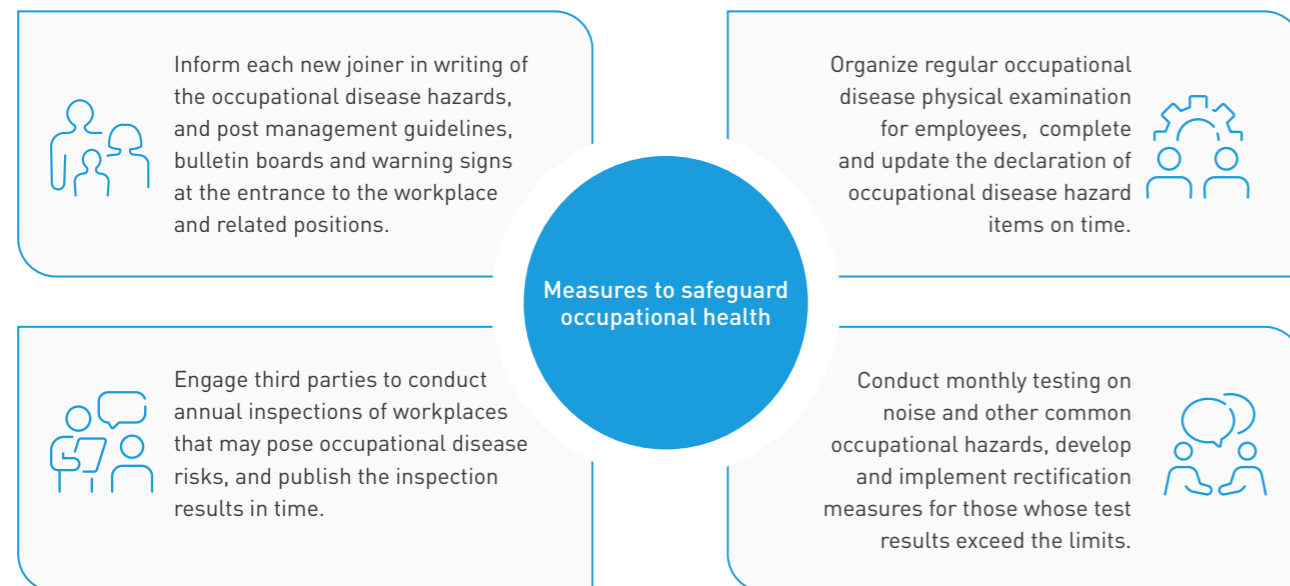 Inform each new joiner in writing of
the occupational disease hazards,
and post management guidelines,
bulletin boards and warning signs
at the entrance to the workplace
and related positions.
Organize regular occupational
disease physical examination
for employees, complete
and update the declaration of
occupational disease hazard
items on time.
Measures to safeguard
occupational health
Engage third parties to conduct
annual inspections of workplaces
that may pose occupational disease
risks, and publish the inspection
results in time.
Conduct monthly testing on
noise and other common
occupational hazards, develop
and implement rectification
measures for those whose test
results exceed the limits.